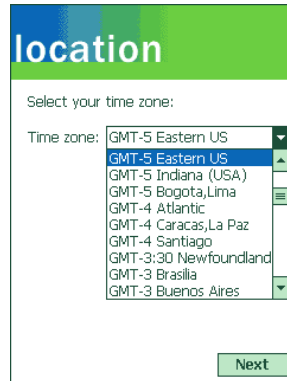 location
Select your time zone:
Time zone: GMT-5 Eastern US
GMT-5 Eastern US
GMT-5 Indiana (USA)
GMT-5 Bogota,Lima
GMT-4 Atlantic
GMT-4 Caracas,La Paz
GMT-4 Santiago
GMT-3:30 Newfoundland
GMT-3 Brasilia
GMT-3 Buenos Aires
Next